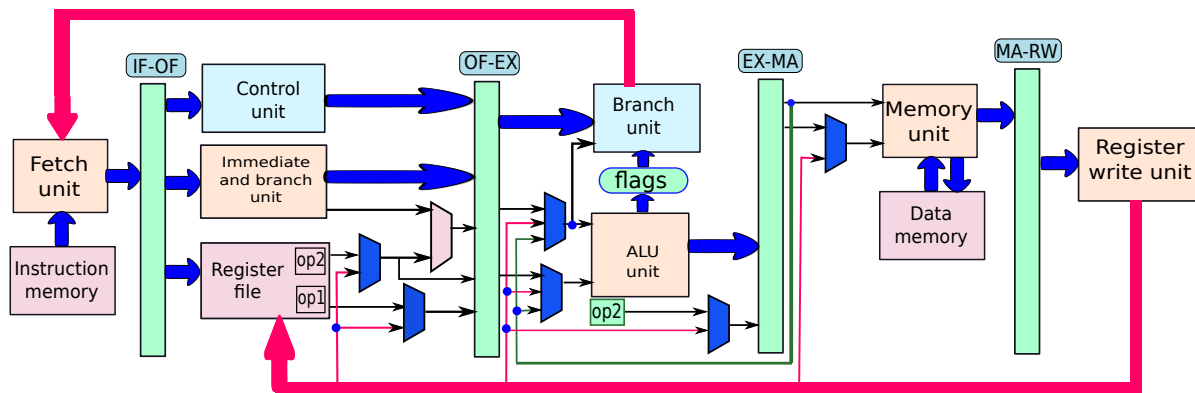 IF-OF
OF-EX
EX-MA
MA-RW
Control
unit
Branch
unit
Memory
unit
Fetch
unit
Immediate
and branch
unit
flags
Register
write unit
Instruction
memory
Register
file
op2
op1
ALU
unit
op2
Data
memory